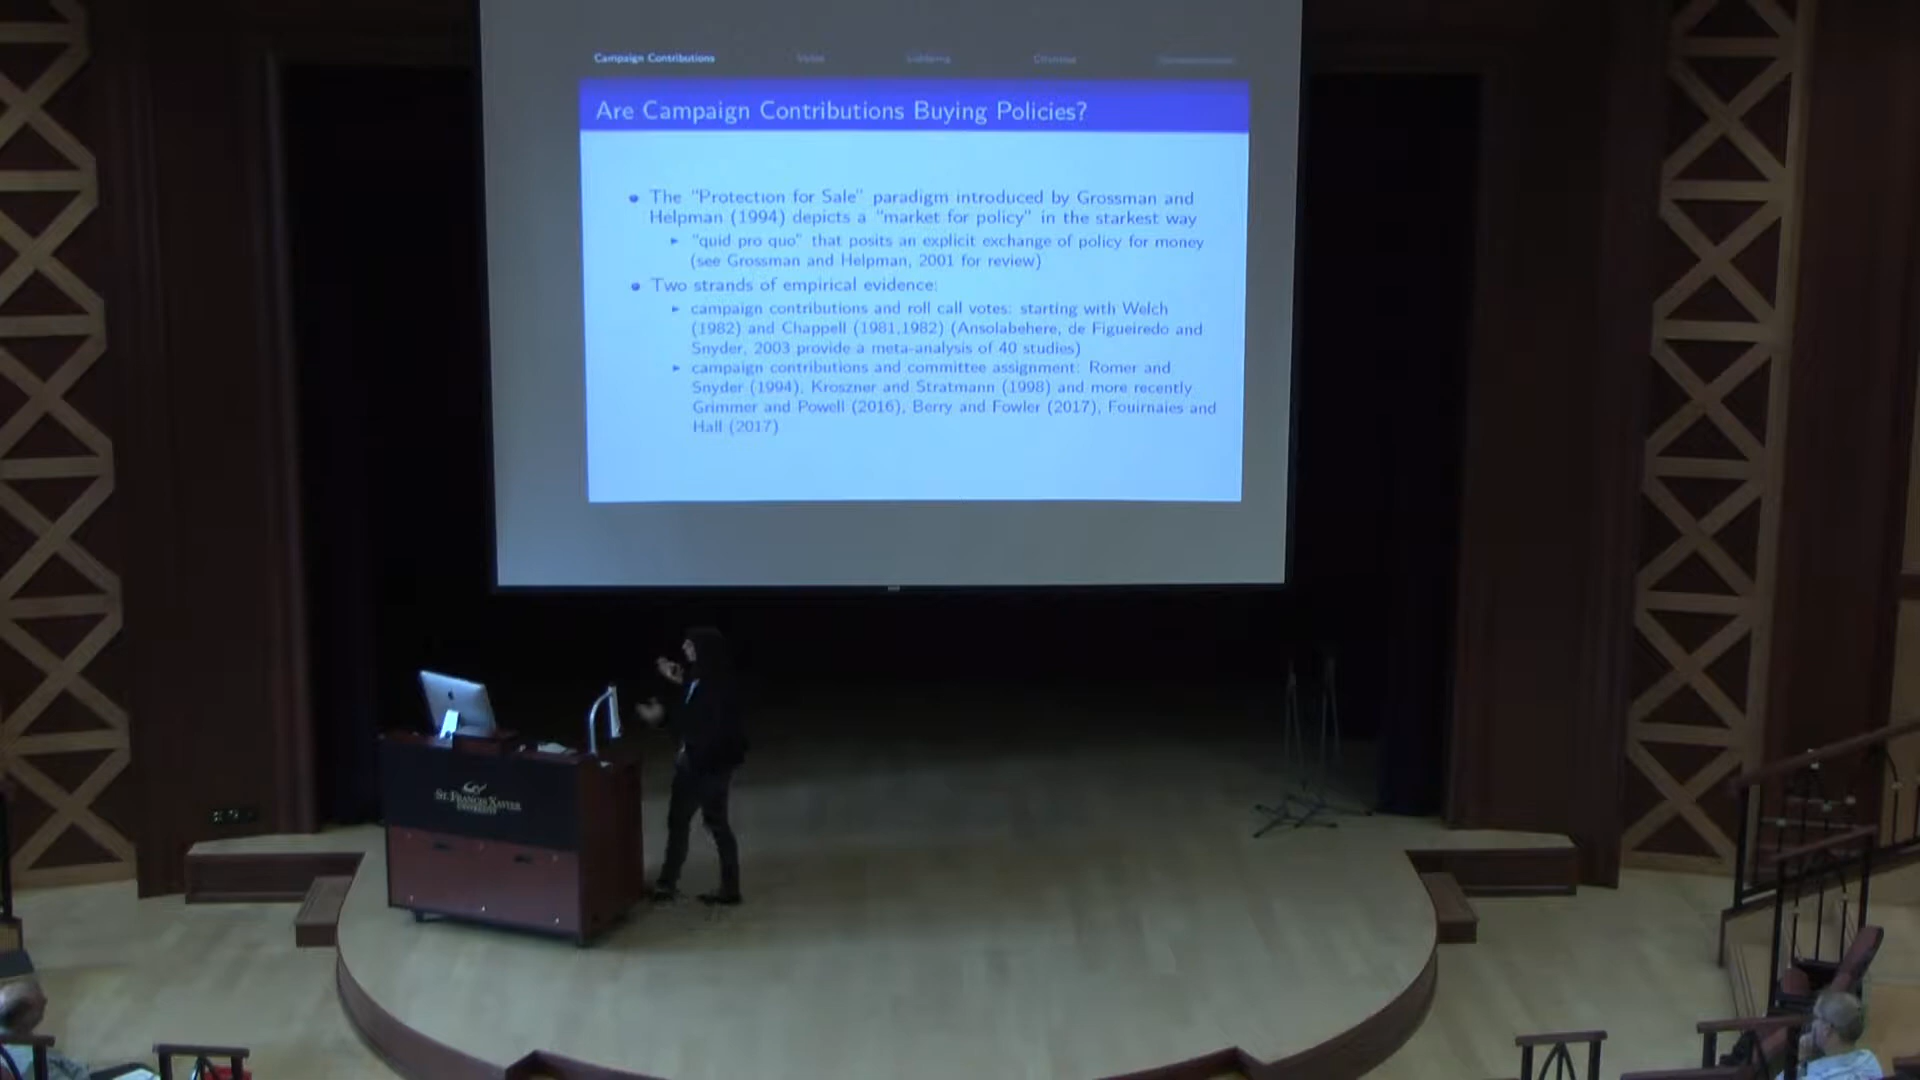 Campaign Contributions
Are Campaign Contributions Buying Policies?
The "Protection for Sale" paradigm introduced by Grossman and
Helpman (1994) depicts a "market for policy" in the starkest way
"quid pro quo" that posits an explicit exchange of policy for money
(see Grossman and Helpman, 2001 for review)
Two strands of empirical evidence:
campaign contributions and roll call votes: starting with Welch
(1982) and Chappell (1981,1982) (Ansolabehere, de Figueiredo and
Snyder, 2003 provide a meta-analysis of 40 studies)
campaign contributions and committee assignment: Romer and
Snyder (1994), Kroszner and Stratmann (1998) and more recently
Grimmer and Powell (2016), Berry and Fowler (2017), Fouirnaies and
Hall (2017)
St. Francis Xavier
University